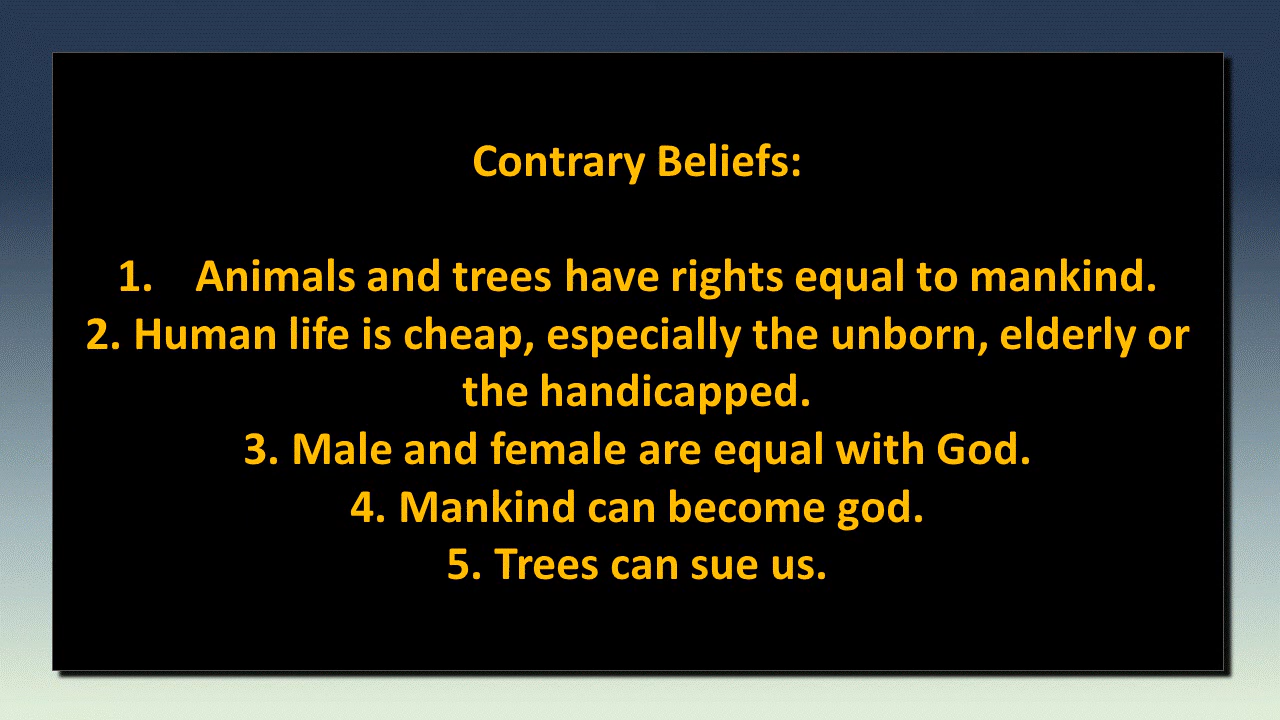 Contrary Beliefs:
1. Animals and trees have rights equal to mankind.
2. Human life is cheap, especially the unborn, elderly or
the handicapped.
3. Male and female are equal with God.
4. Mankind can become god.
5. Trees can sue us.